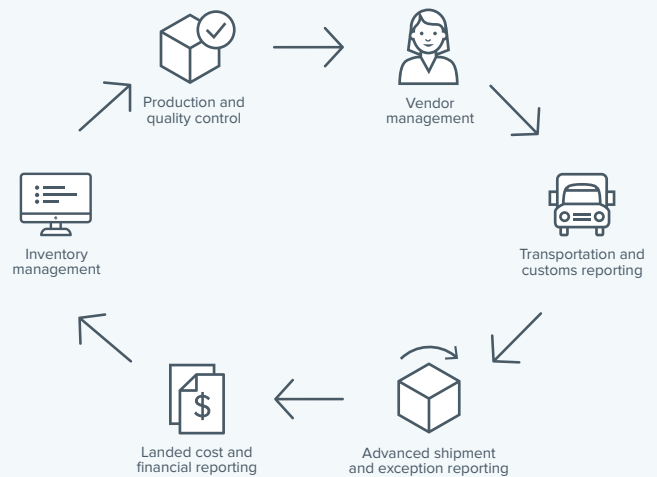 Production and
quality control
Vendor
management
Transportation and
customs reporting
Advanced shipment
and exception reporting
$
Landed cost and
financial reporting
Inventory
management